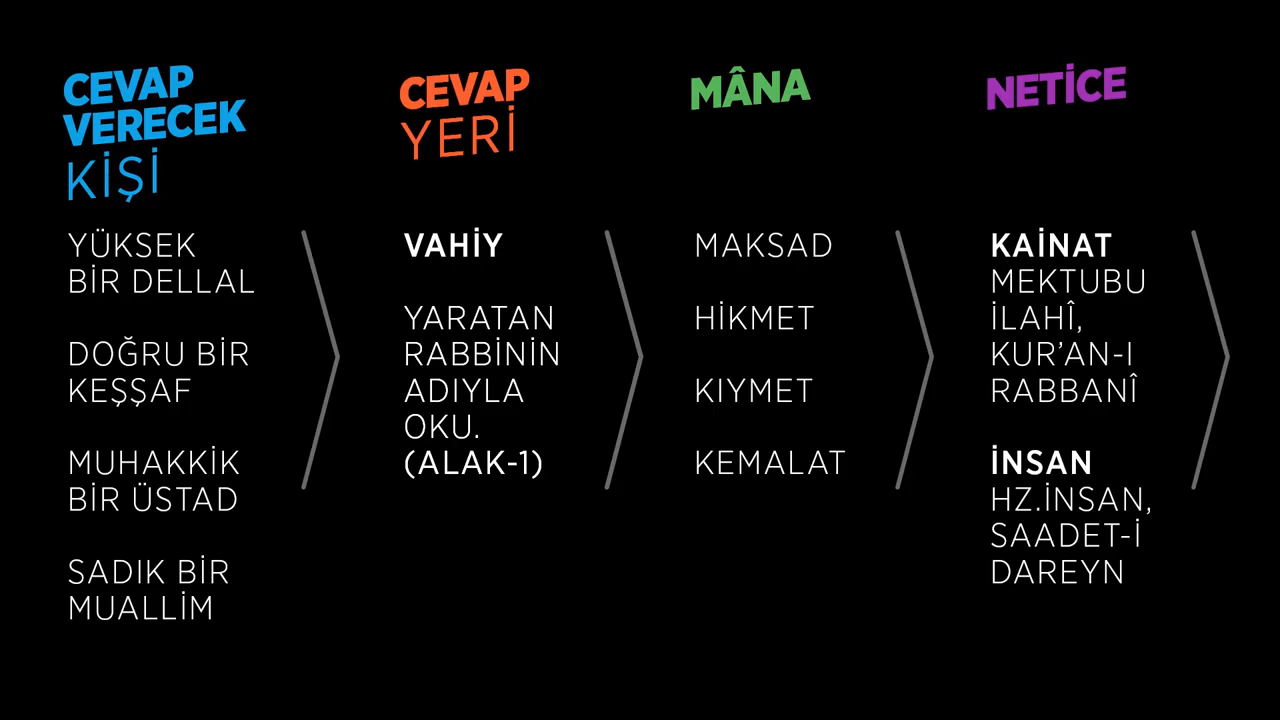 CEVAP
VERECEK
KİŞİ
YÜKSEK
BİR DELLAL
DOĞRU BİR
KEŞŞAF
MUHAKKİK
BİR ÜSTAD
SADIK BİR
MUALLİM
CEVAP
YERİ
VAHİY
YARATAN
RABBİNİN
ADIYLA
OKU.
(ALAK-1)
MÂNA
MAKSAD
HİKMET
KIYMET
KEMALAT
NETİCE
KAİNAT
MEKTUBU
İLAHÎ,
KUR’AN-I
RABBANÎ
İNSAN
HZ.İNSAN,
SAADET-İ
DAREYN